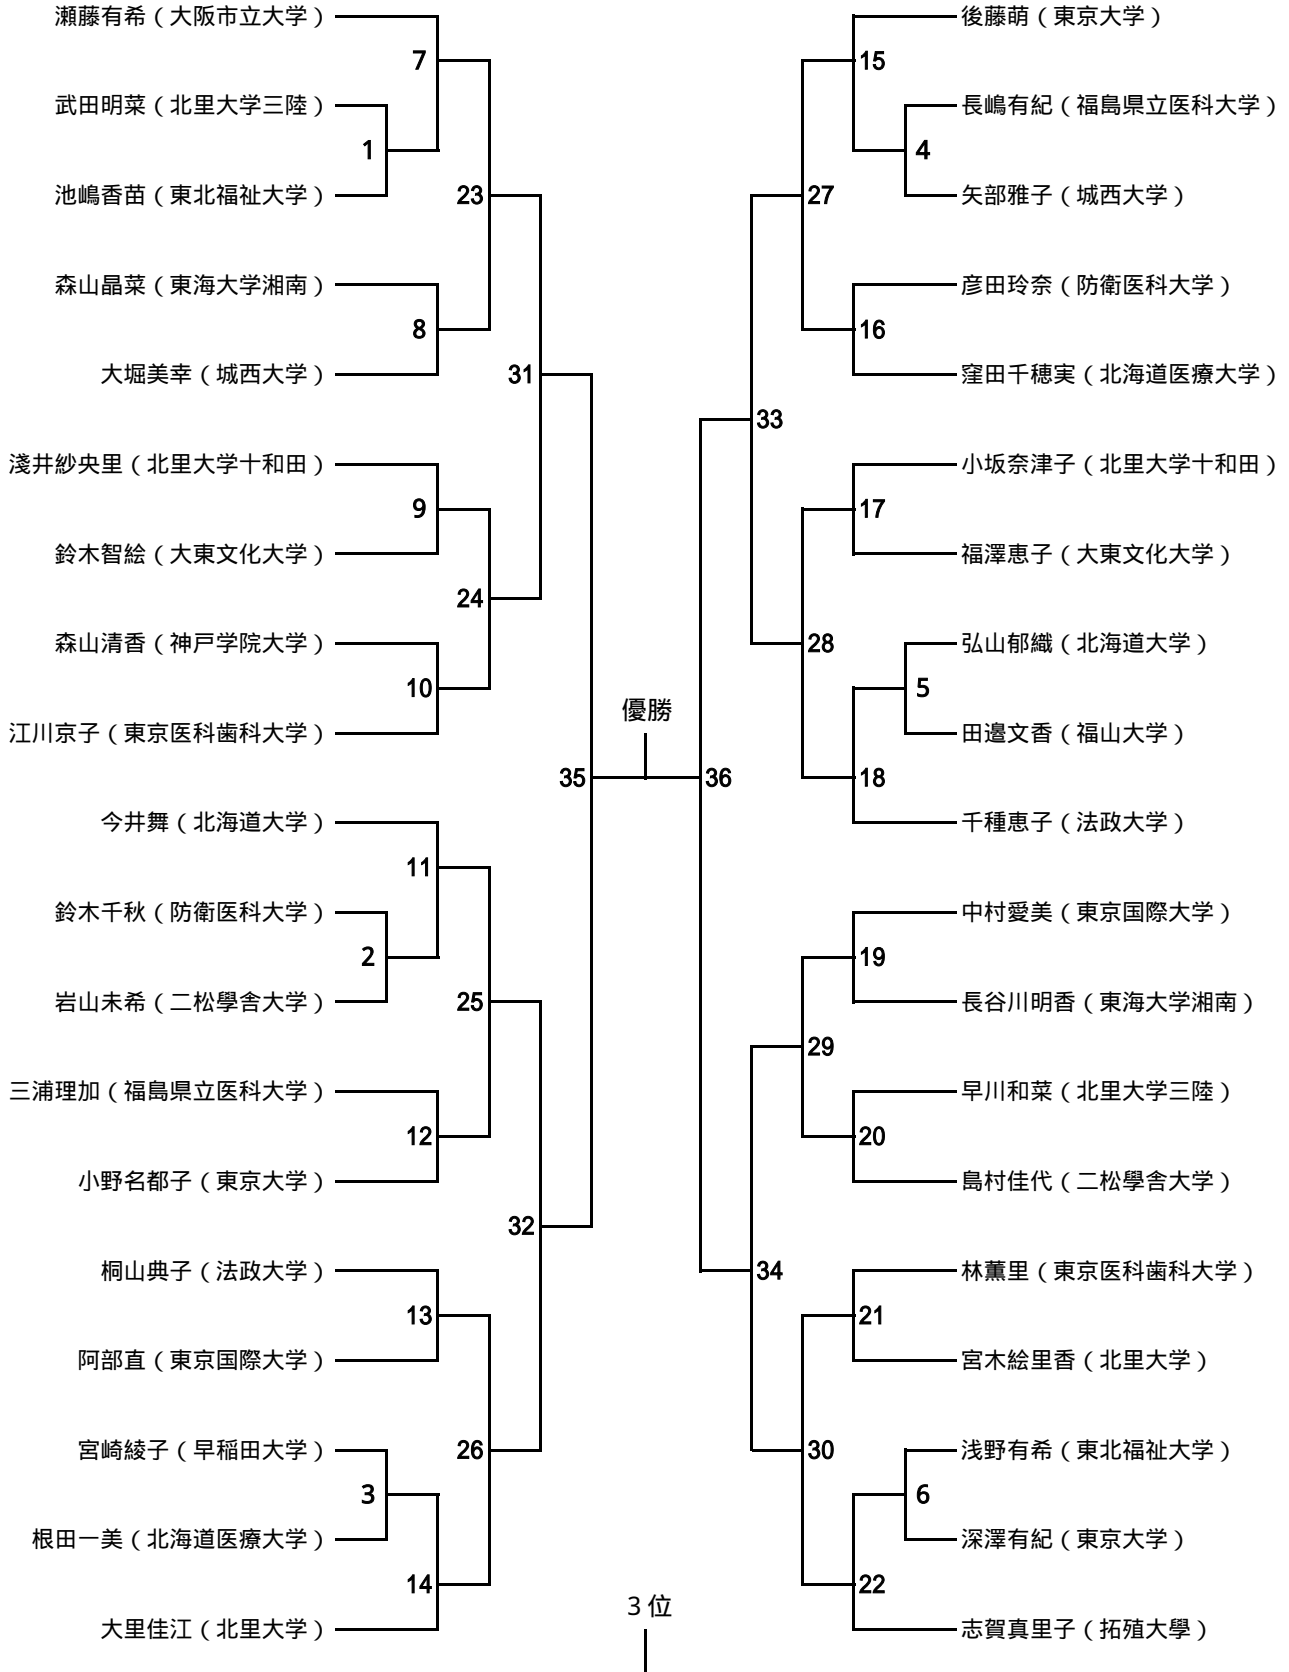 瀬藤有希（大阪市立大学）
7
武田明菜（北里大学三陸）
1
池嶋香苗（東北福祉大学）
23
森山晶菜（東海大学湘南）
8
大堀美幸（城西大学）
31
淺井紗央里（北里大学十和田）
9
鈴木智絵（大東文化大学）
24
森山清香（神戸学院大学）
10
江川京子（東京医科歯科大学）
35
今井舞（北海道大学）
11
鈴木千秋（防衛医科大学）
2
岩山未希（二松學舎大学）
25
三浦理加（福島県立医科大学）
12
小野名都子（東京大学）
32
桐山典子（法政大学）
13
阿部直（東京国際大学）
宮崎綾子（早稲田大学）
26
3
根田一美（北海道医療大学）
14
大里佳江（北里大学）
優勝
3位
後藤萌（東京大学）
15
長嶋有紀（福島県立医科大学）
4
矢部雅子（城西大学）
27
彦田玲奈（防衛医科大学）
16
窪田千穂実（北海道医療大学）
33
小坂奈津子（北里大学十和田）
17
福澤恵子（大東文化大学）
弘山郁織（北海道大学）
28
5
田邉文香（福山大学）
36
18
千種恵子（法政大学）
中村愛美（東京国際大学）
19
長谷川明香（東海大学湘南）
29
早川和菜（北里大学三陸）
20
島村佳代（二松學舎大学）
林薫里（東京医科歯科大学）
34
21
宮木絵里香（北里大学）
浅野有希（東北福祉大学）
30
6
深澤有紀（東京大学）
22
志賀真里子（拓殖大學）